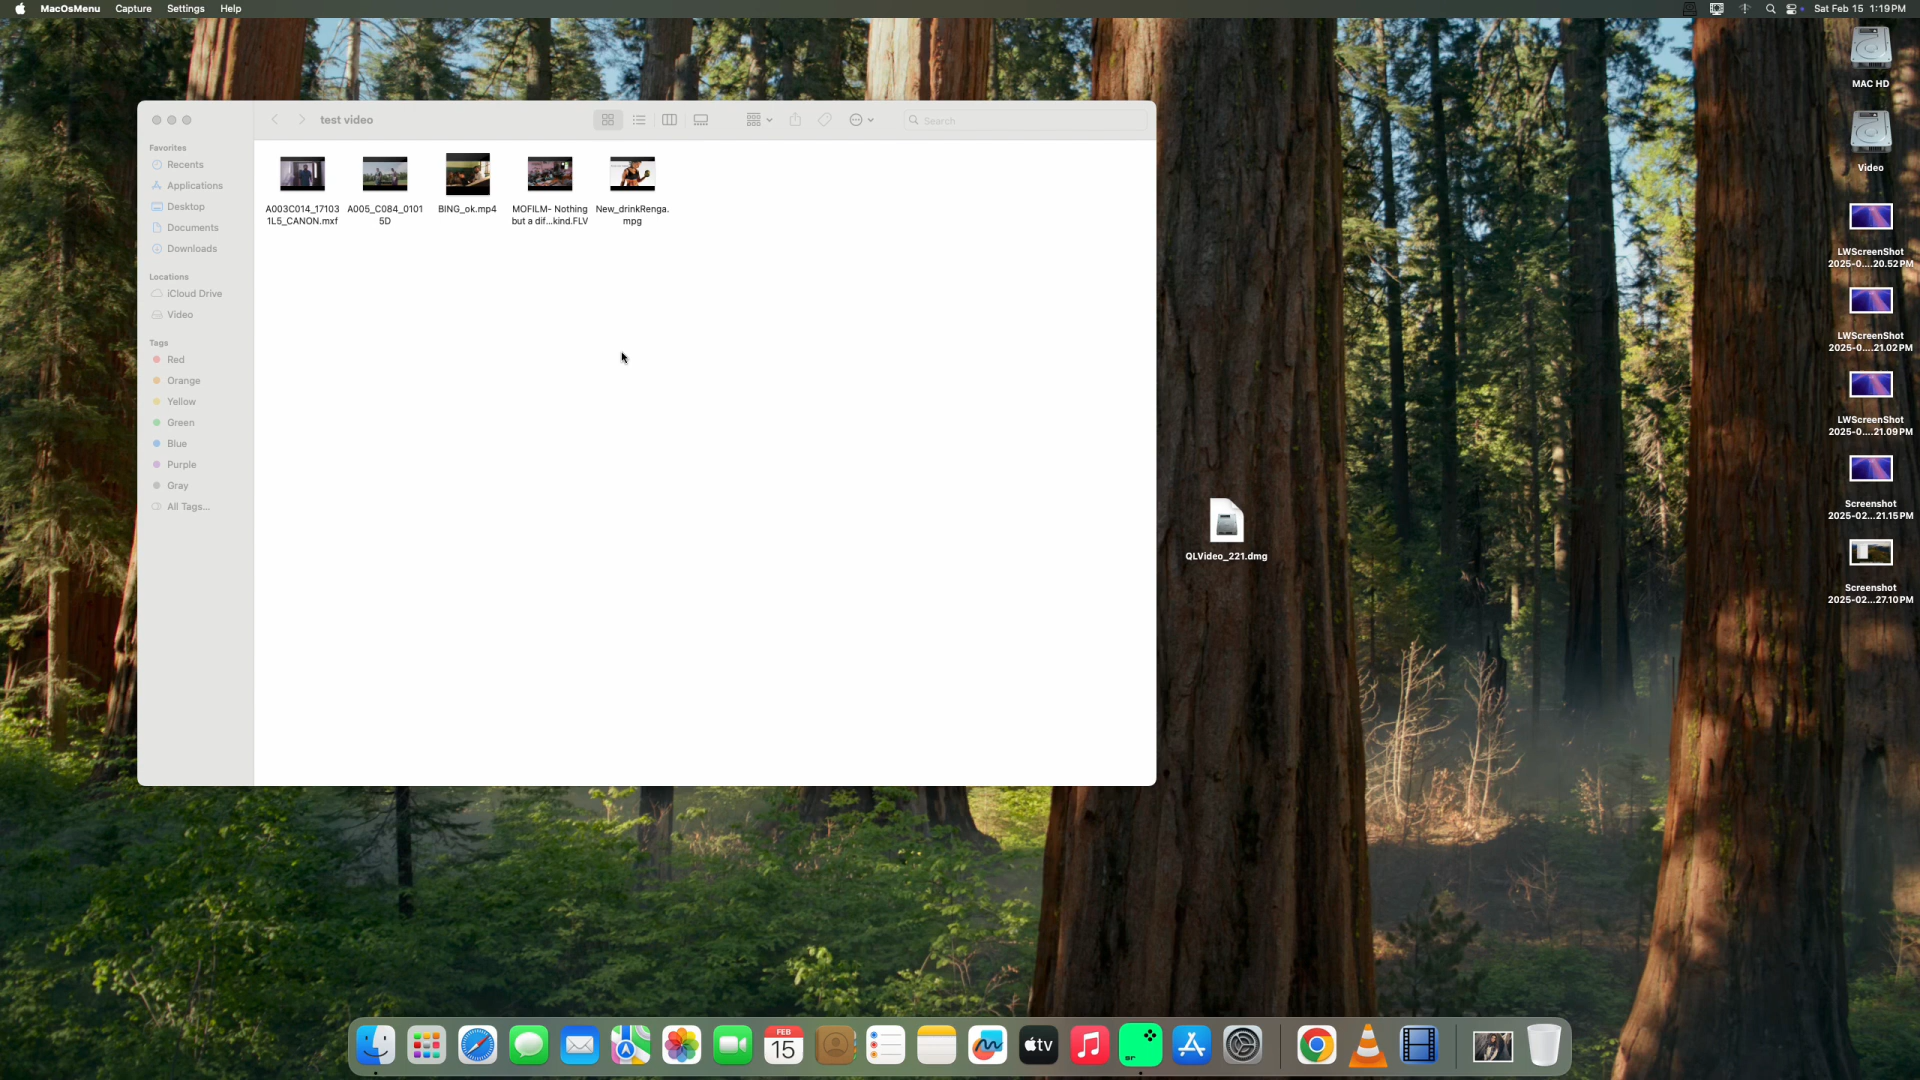 MacOsMenu Capture Settings Help
Sat Feb 15 1:19PM
MAC HD
Video
LWScreenShot
2025-0....20.52PM
LWScreenShot
2025-0....21.02PM
LWScreenShot
2025-0....21.09PM
Screenshot
2025-02...21.15PM
Screenshot
2025-02...27.10PM
test video
Search
Favorites
Recents
Applications
Desktop
Documents
Downloads
Locations
iCloud Drive
Video
Tags
Red
Orange
Yellow
Green
Blue
Purple
Gray
All Tags...
A003C014_17103
1L5_CANON.mxf
A005_C084_0101
5D
BING_ok.mp4
MOFILM- Nothing
but a dif...kind.FLV
New_drinkRenga.
mpg
QLVideo_221.dmg
FEB
15
tv
sr